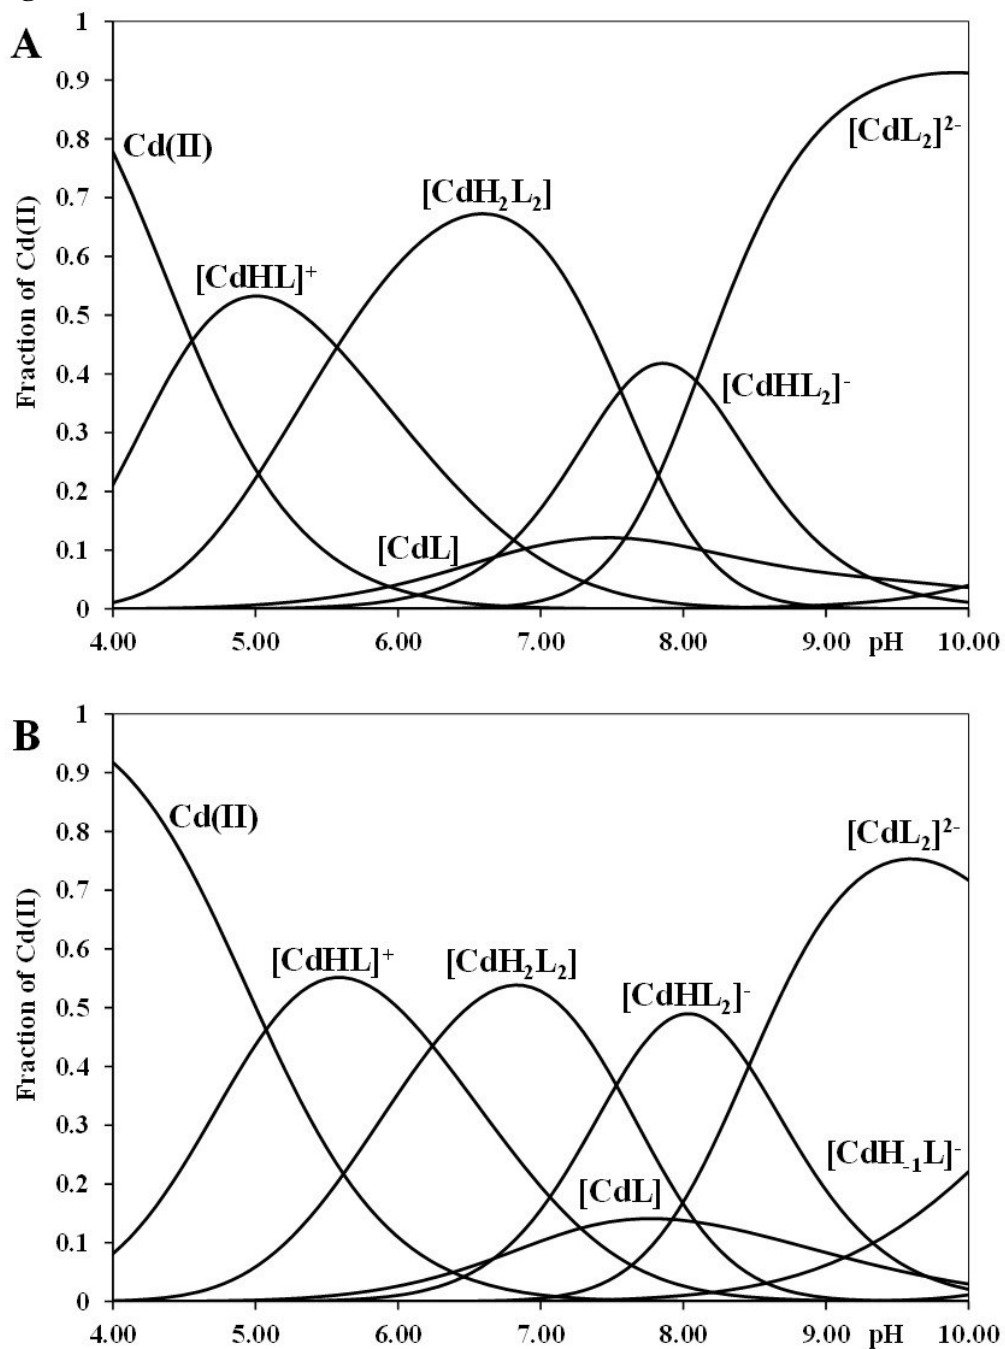 A
1
0.9
0.8
0.7
0.6
0.5
0.4
0.3
0.2
0.1
0
Fraction of Cd(II)
Cd(II)
[CdHL]+
[CdH2L2]
[CdL]
[CdHL2]-
[CdL2]2-
4.00 5.00 6.00 7.00 8.00 9.00 pH 10.00
B
1
0.9
0.8
0.7
0.6
0.5
0.4
0.3
0.2
0.1
0
Fraction of Cd(II)
Cd(II)
[CdHL]+
[CdH2L2]
[CdHL2]-
[CdL]
[CdL2]2-
[CdH-1L]-
4.00 5.00 6.00 7.00 8.00 9.00 pH 10.00